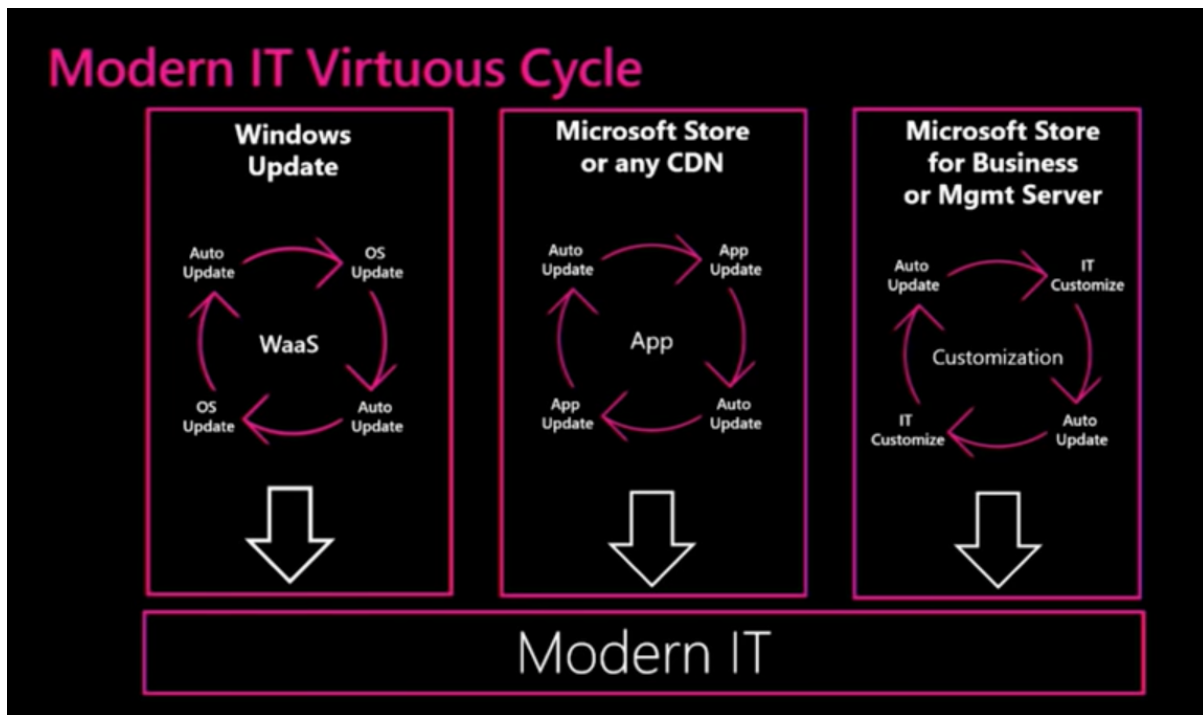 Modern IT Virtuous Cycle
Windows
Update
Auto
Update
OS
Update
WaaS
OS
Update
Auto
Update
Microsoft Store
or any CDN
Auto
Update
App
Update
App
App
Update
Auto
Update
Microsoft Store
for Business
or Mgmt Server
Auto
Update
IT
Customize
Customization
IT
Customize
Auto
Update
Modern IT